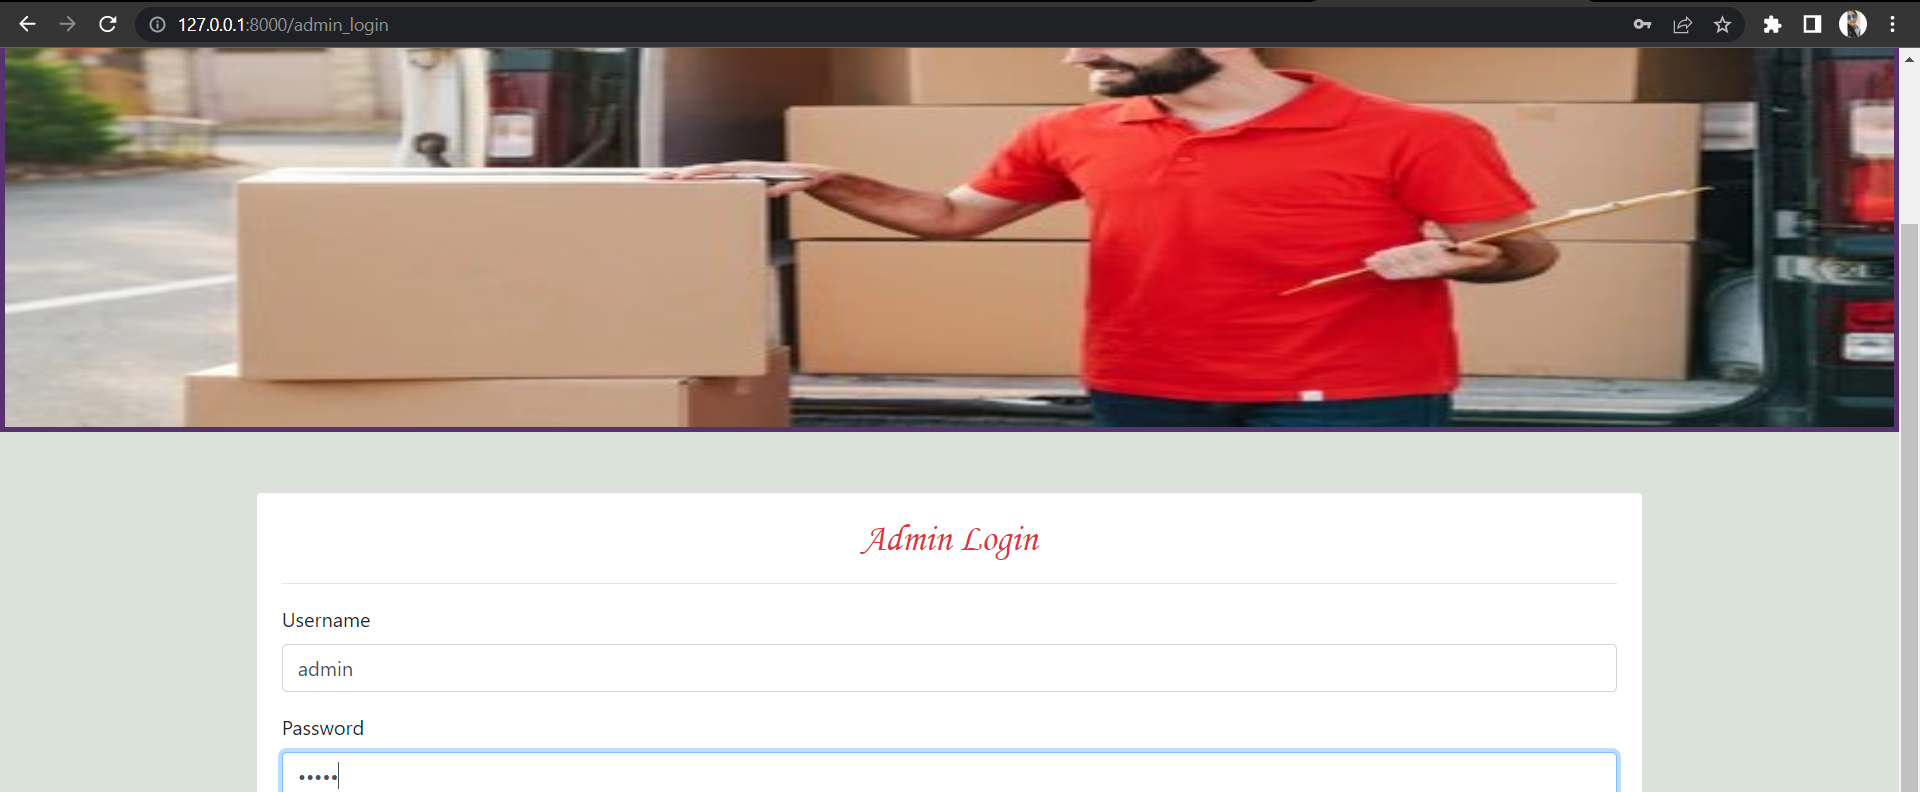 127.0.0.1:8000/admin_login
Admin Login
Username
admin
Password
•••••